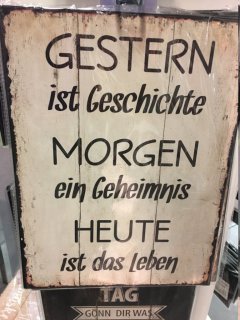 GESTERN
ist Geschichte
MORGEN
ein Geheimnis
HEUTE
ist das Leben
TAG
GÖNN DIR WAS